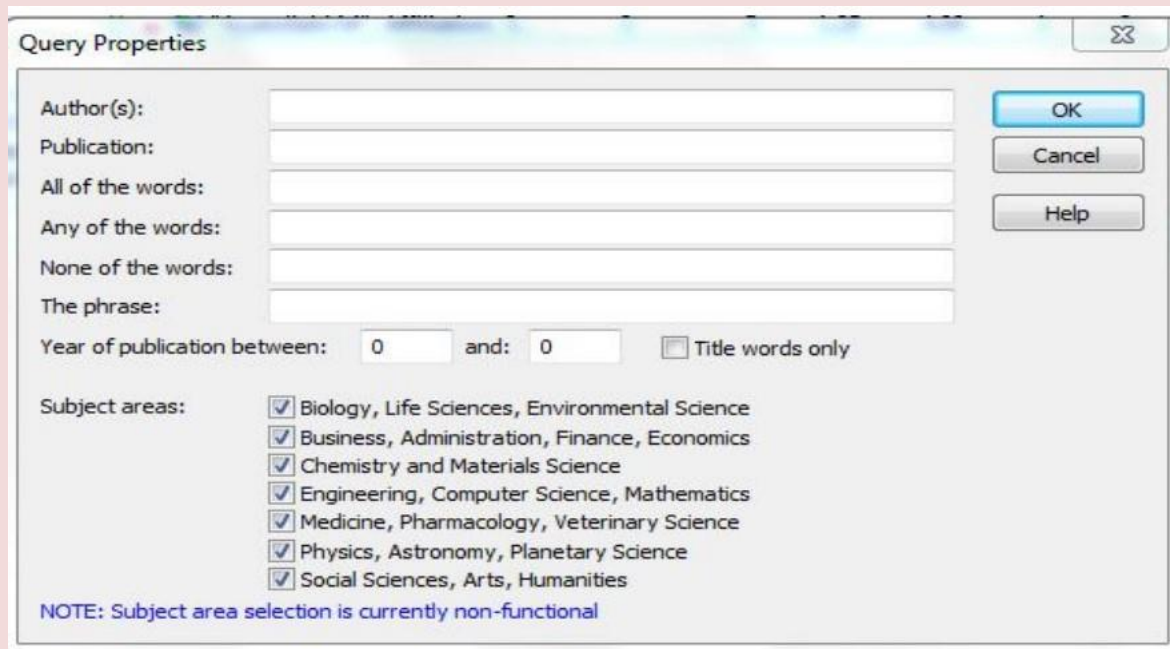 Query Properties
Author(s):
OK
Publication:
Cancel
All of the words:
Any of the words:
Help
None of the words:
The phrase:
Year of publication between: 0 and: 0 Title words only
Subject areas: Biology, Life Sciences, Environmental Science
Business, Administration, Finance, Economics
Chemistry and Materials Science
Engineering, Computer Science, Mathematics
Medicine, Pharmacology, Veterinary Science
Physics, Astronomy, Planetary Science
Social Sciences, Arts, Humanities
NOTE: Subject area selection is currently non-functional